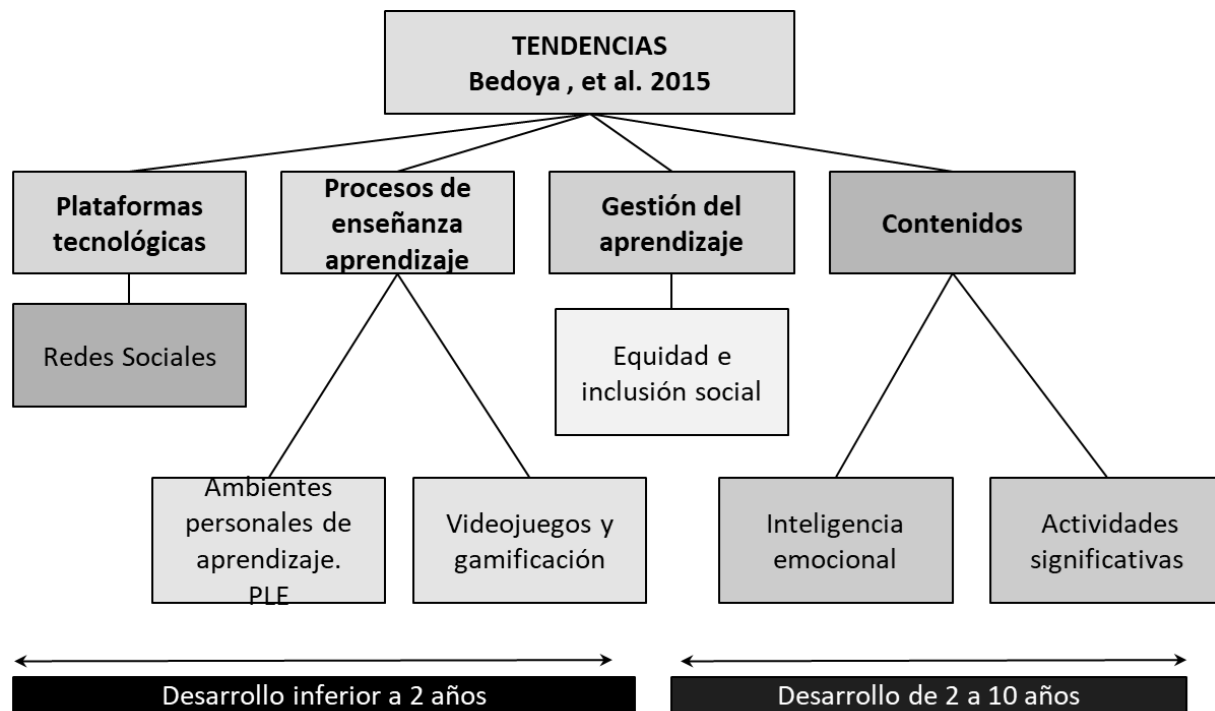 TENDENCIAS
Bedoya , et al. 2015
Plataformas
tecnológicas
Procesos de
enseñanza
aprendizaje
Gestión del
aprendizaje
Contenidos
Redes Sociales
Equidad e
inclusión social
Ambientes
personales de
aprendizaje.
PLE
Videojuegos y
gamificación
Inteligencia
emocional
Actividades
significativas
Desarrollo inferior a 2 años
Desarrollo de 2 a 10 años